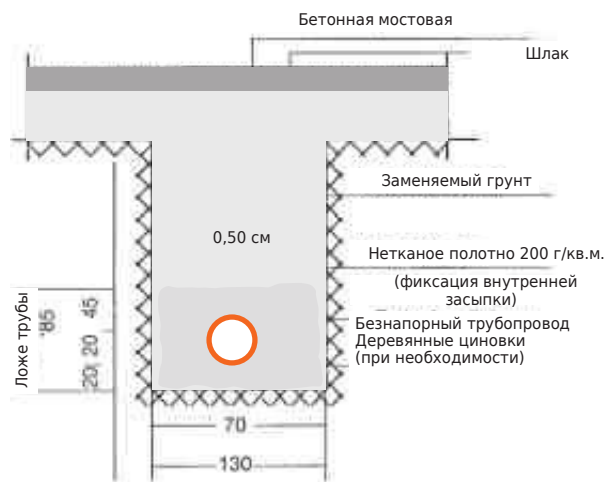 Бетонная мостовая
Шлак
Заменяемый грунт
0,50 см
Нетканое полотно 200 г/кв.м.
(фиксация внутренней
засыпки)
Безнапорный трубопровод
Деревянные циновки
(при необходимости)
Ложе трубы
'85
45
20
20
70
130